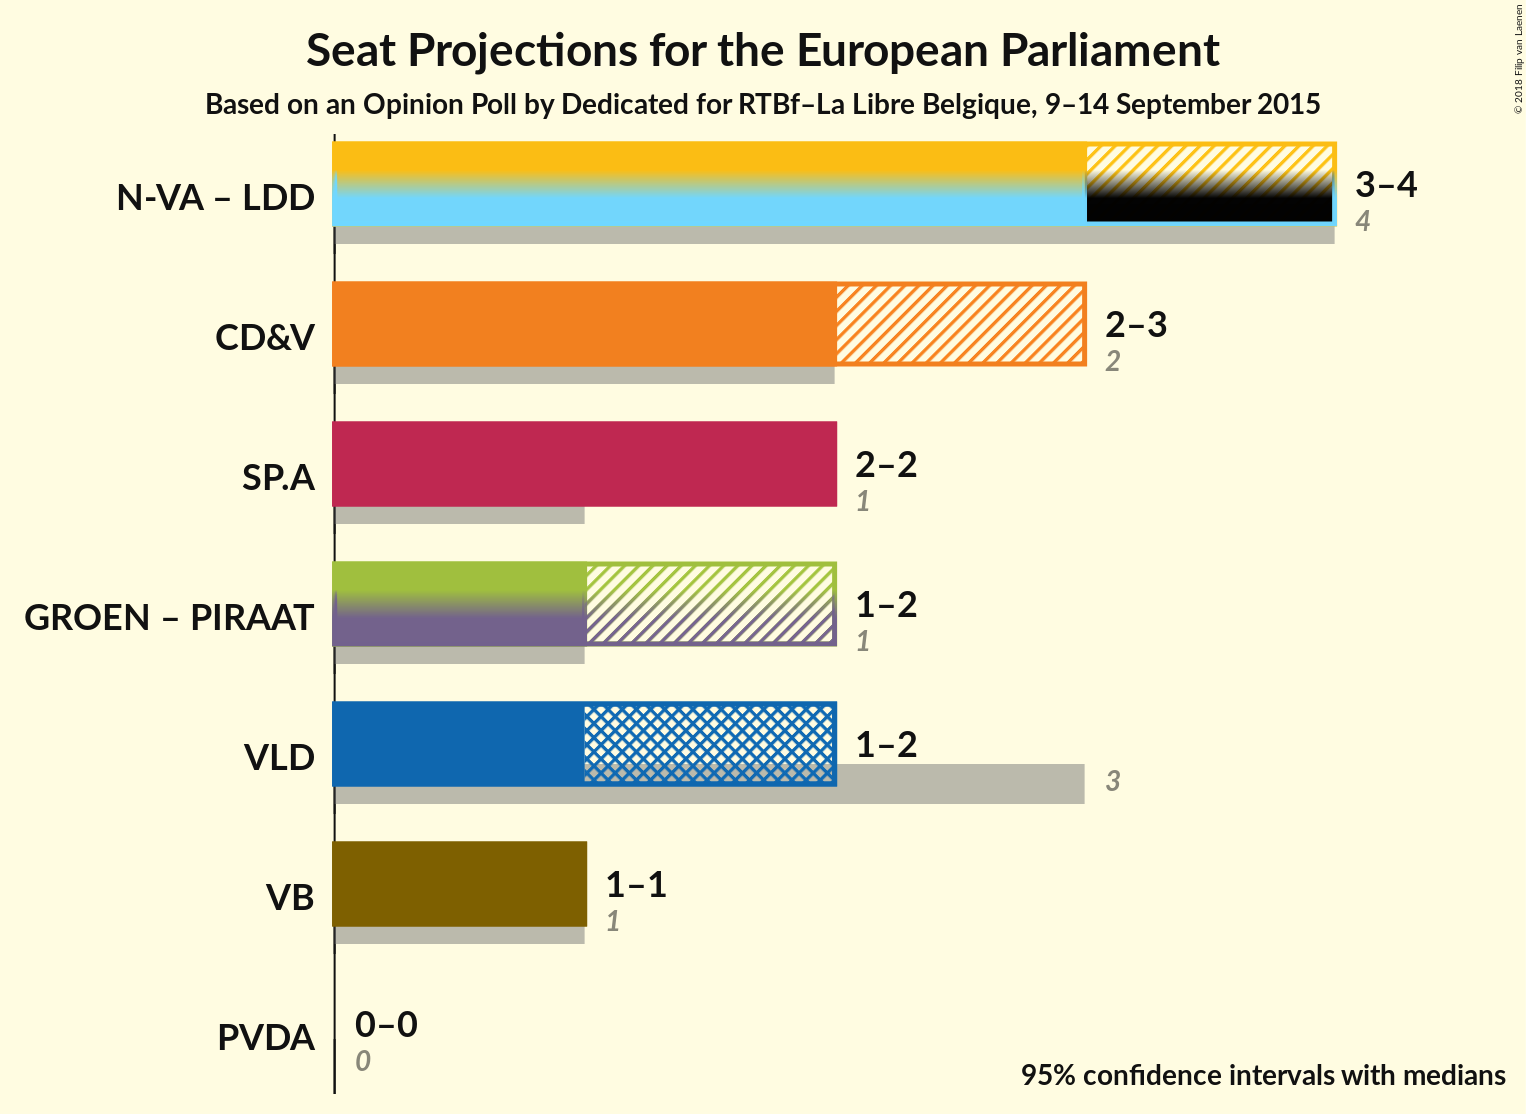 Seat Projections for the European Parliament
Based on an Opinion Poll by Dedicated for RTBf–La Libre Belgique, 9–14 September 2015
© 2018 Filip van Laenen
N-VA – LDD
3–4
4
CD&V
2–3
2
SP.A
2–2
1
GROEN – PIRAAT
1–2
1
VLD
1–2
3
VB
1–1
1
PVDA
0–0
0
95% confidence intervals with medians